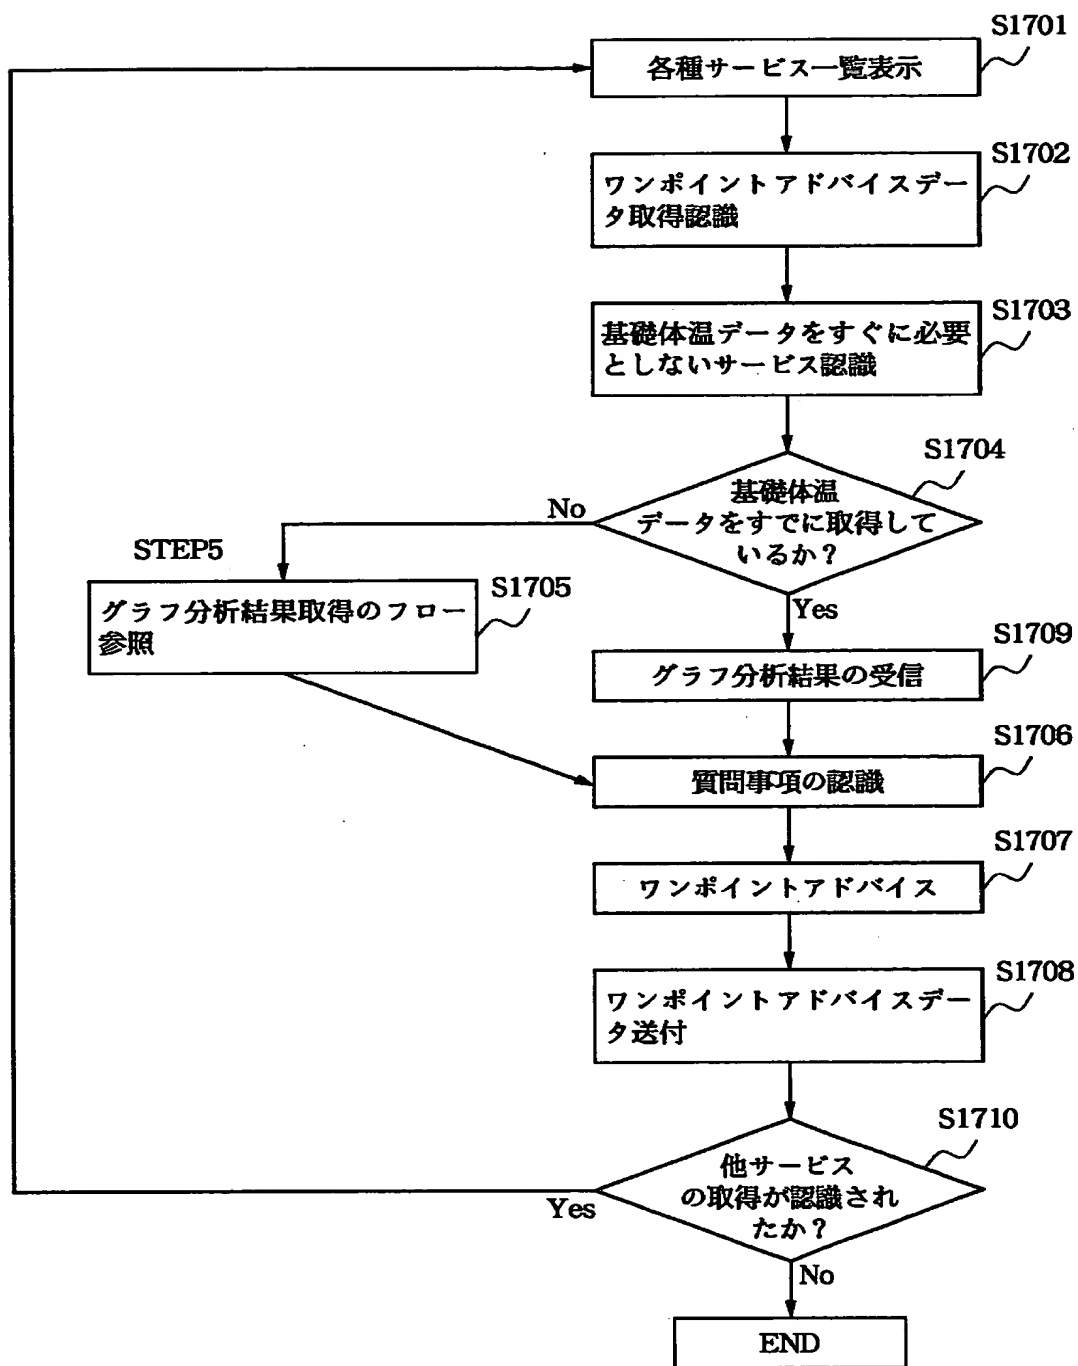 S1701
各種サービス一覧表示
S1702
ワンポイントアドバイスデー
タ取得認識
S1703
基礎体温データをすぐに必要
としないサービス認識
S1704
基礎体温
データをすでに取得して
いるか？
No
Yes
STEP5
S1705
グラフ分析結果取得のフロー
参照
S1709
グラフ分析結果の受信
S1706
質問事項の認識
S1707
ワンポイントアドバイス
S1708
ワンポイントアドバイスデー
タ送付
S1710
他サービス
の取得が認識され
たか？
Yes
No
END